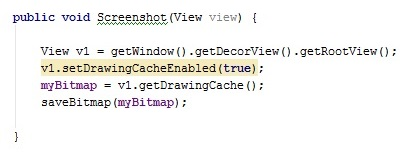 public void Screenshot(View view) {
View v1 = getWindow().getDecorView().getRootView();
v1.setDrawingCacheEnabled(true);
myBitmap = v1.getDrawingCache();
saveBitmap(myBitmap);
}